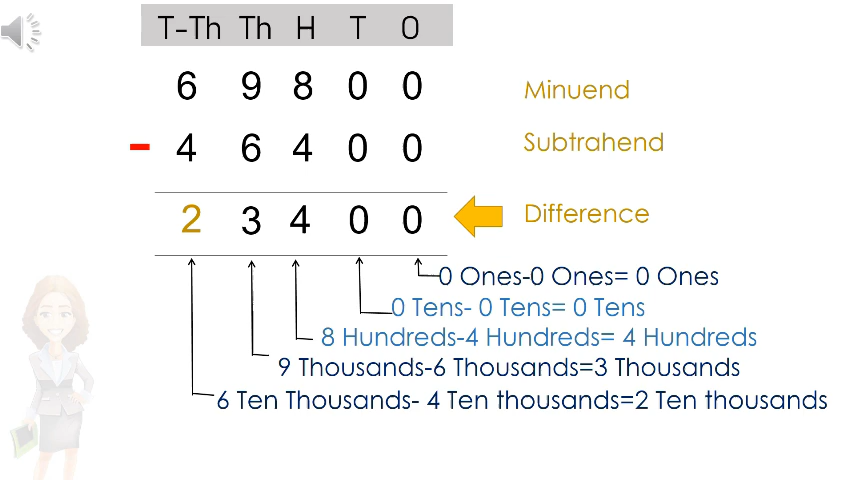 T-Th Th H T O
6 9 8 0 0 Minuend
- 4 6 4 0 0 Subtrahend
2 3 4 0 0 Difference
0 Ones-0 Ones= 0 Ones
0 Tens- 0 Tens= 0 Tens
8 Hundreds-4 Hundreds= 4 Hundreds
9 Thousands-6 Thousands=3 Thousands
6 Ten Thousands- 4 Ten thousands=2 Ten thousands